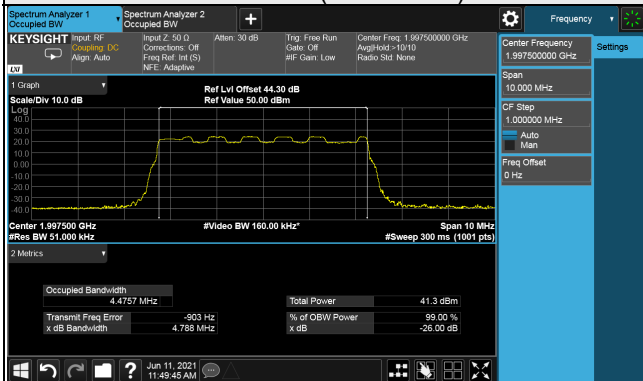 Spectrum Analyzer 1
Occupied BW
Spectrum Analyzer 2
Occupied BW
+
Frequency
KEYSIGHT
LXI
Input: RF
Coupling: DC
Align: Auto
Input Z: 50 Ω
Corrections: Off
Freq Ref: Int (S)
NFE: Adaptive
Atten: 30 dB
Trig: Free Run
Gate: Off
#IF Gain: Low
Center Freq: 1.997500000 GHz
Avg|Hold:>10/10
Radio Std: None
Center Frequency
1.997500000 GHz
Settings
Span
10.000 MHz
CF Step
1.000000 MHz
Auto
Man
Freq Offset
0 Hz
1 Graph
Scale/Div 10.0 dB
Ref Lvl Offset 44.30 dB
Ref Value 50.00 dBm
Log
40.0
30.0
20.0
10.0
0.00
-10.0
-20.0
-30.0
-40.0
Center 1.997500 GHz
#Video BW 160.00 kHz*
Span 10 MHz
#Res BW 51.000 kHz
#Sweep 300 ms (1001 pts)
2 Metrics
Occupied Bandwidth
4.4757 MHz
Total Power
41.3 dBm
Transmit Freq Error
-903 Hz
% of OBW Power
99.00 %
x dB Bandwidth
4.788 MHz
x dB
-26.00 dB
?
Jun 11, 2021
11:49:45 AM